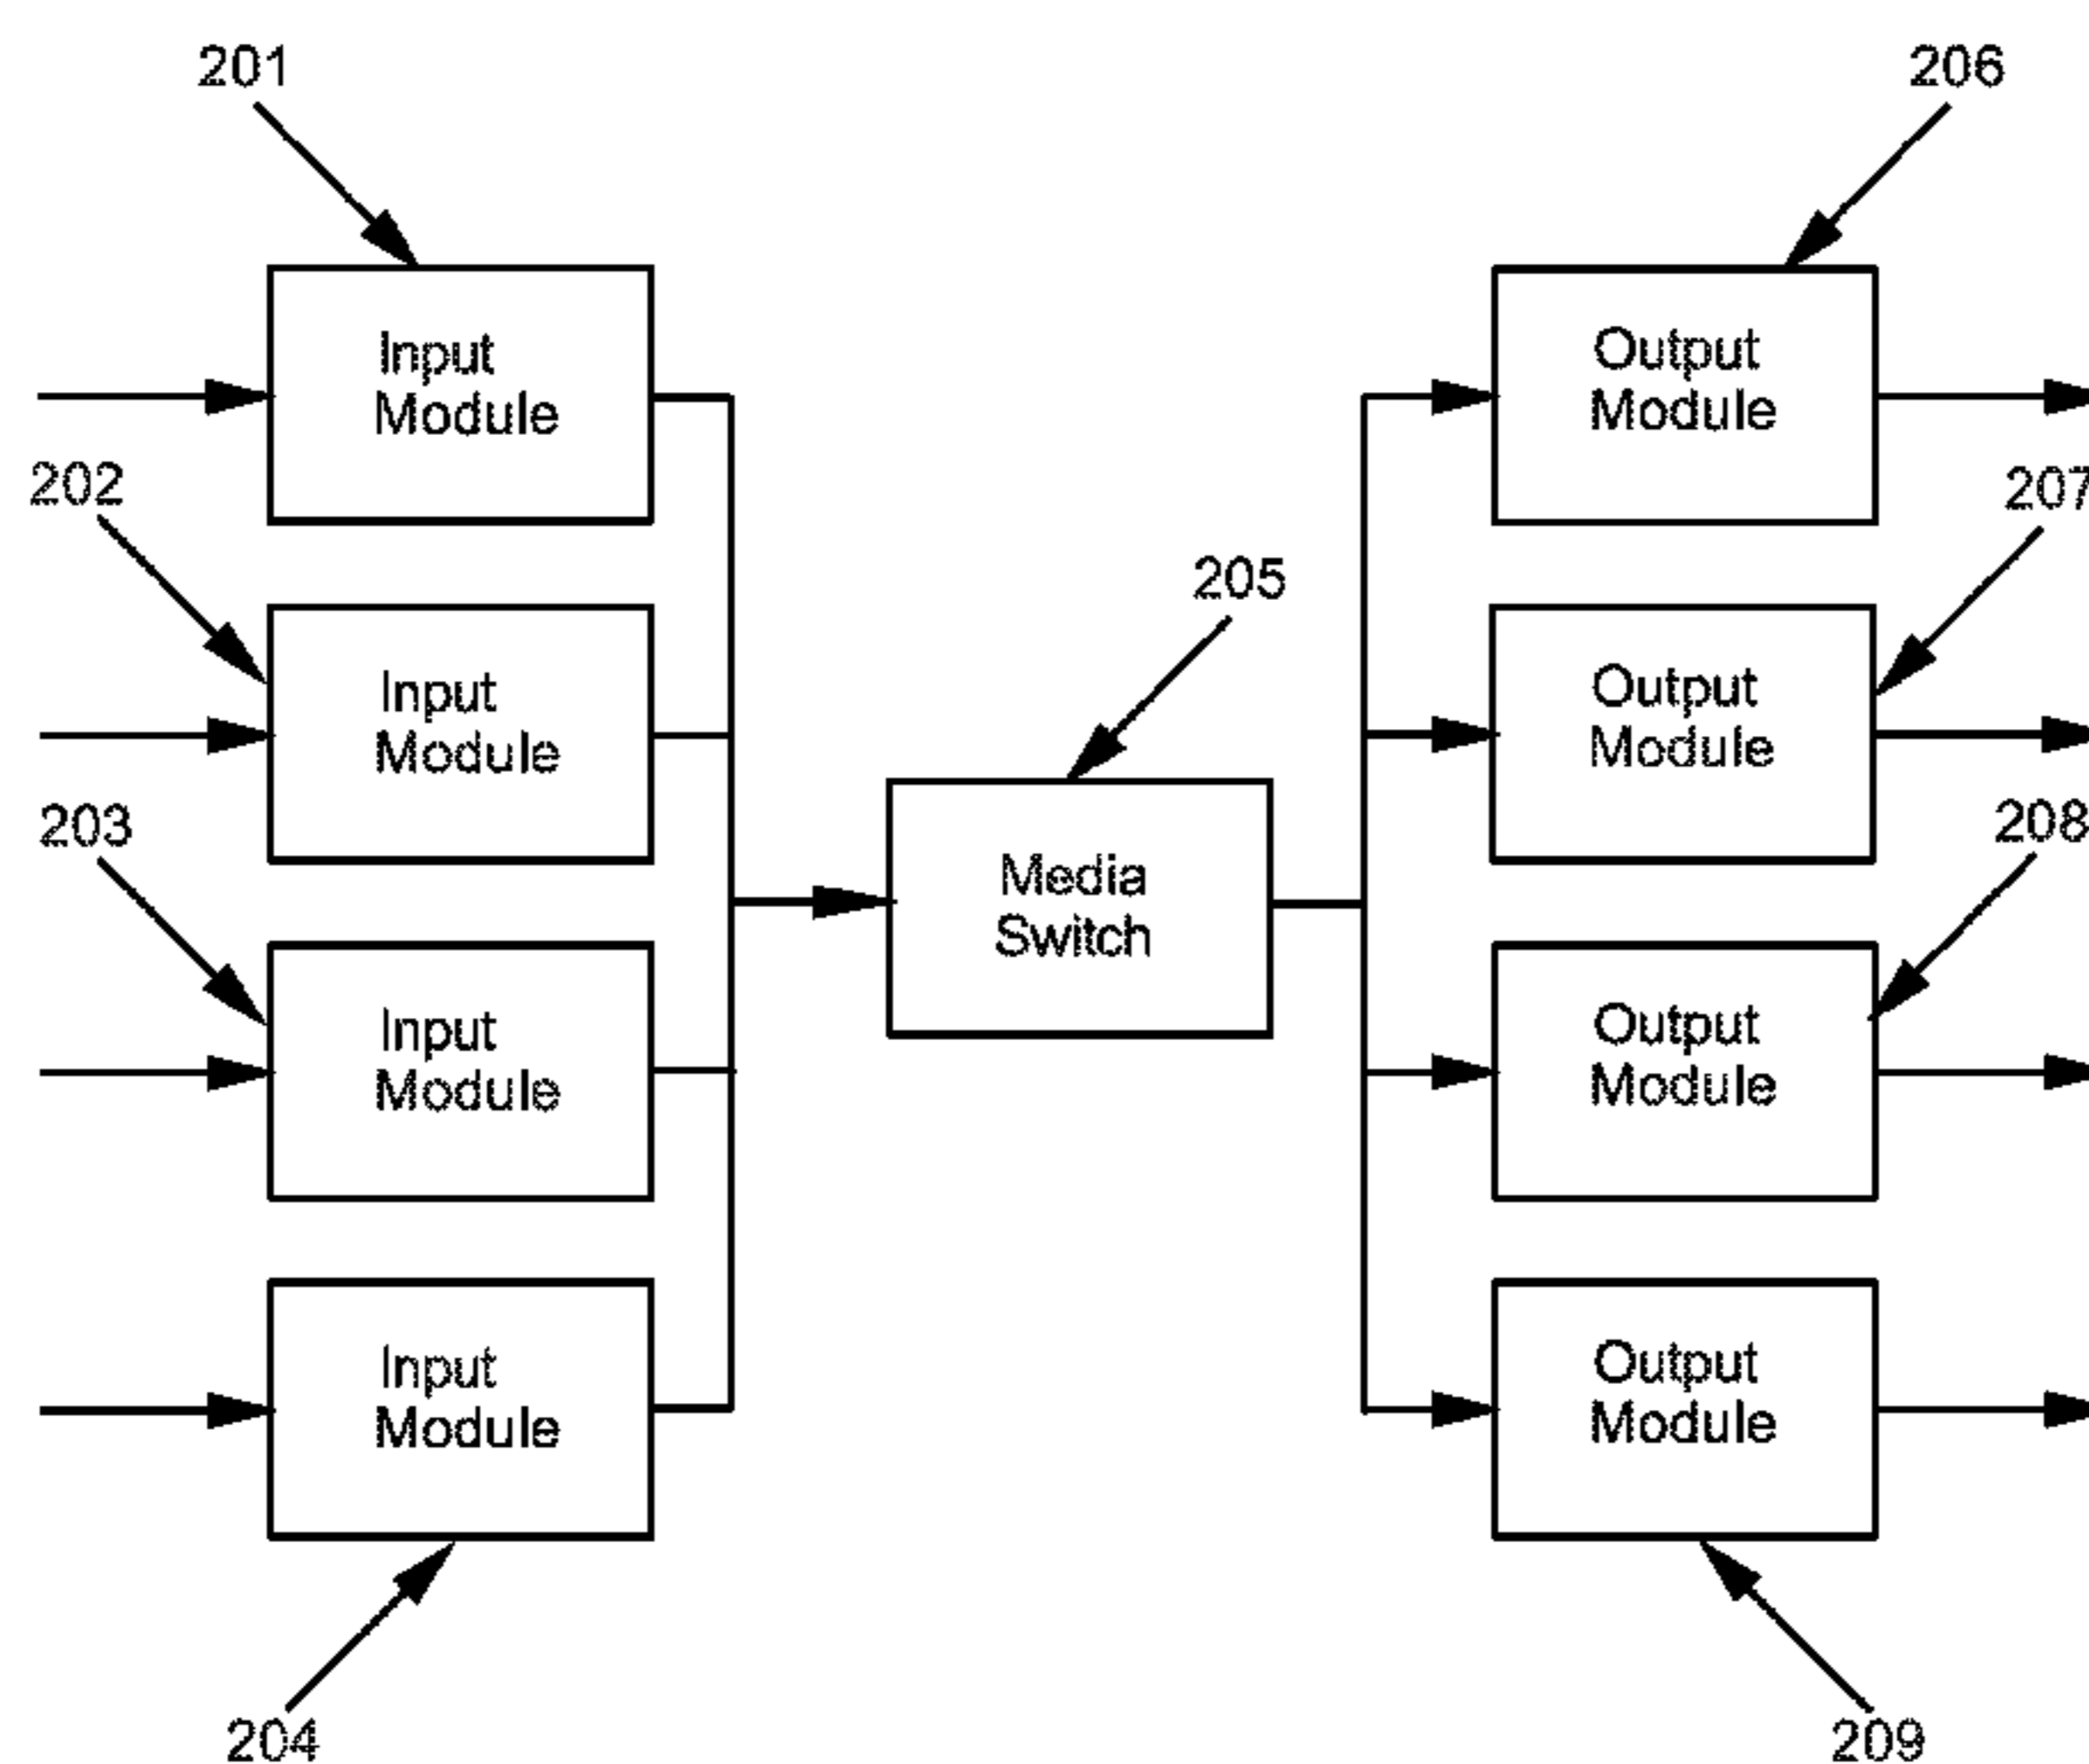 201
206
Input
Module
Output
Module
202
207
205
Input
Module
Output
Module
203
208
Media
Switch
Input
Module
Output
Module
Input
Module
Output
Module
204
209